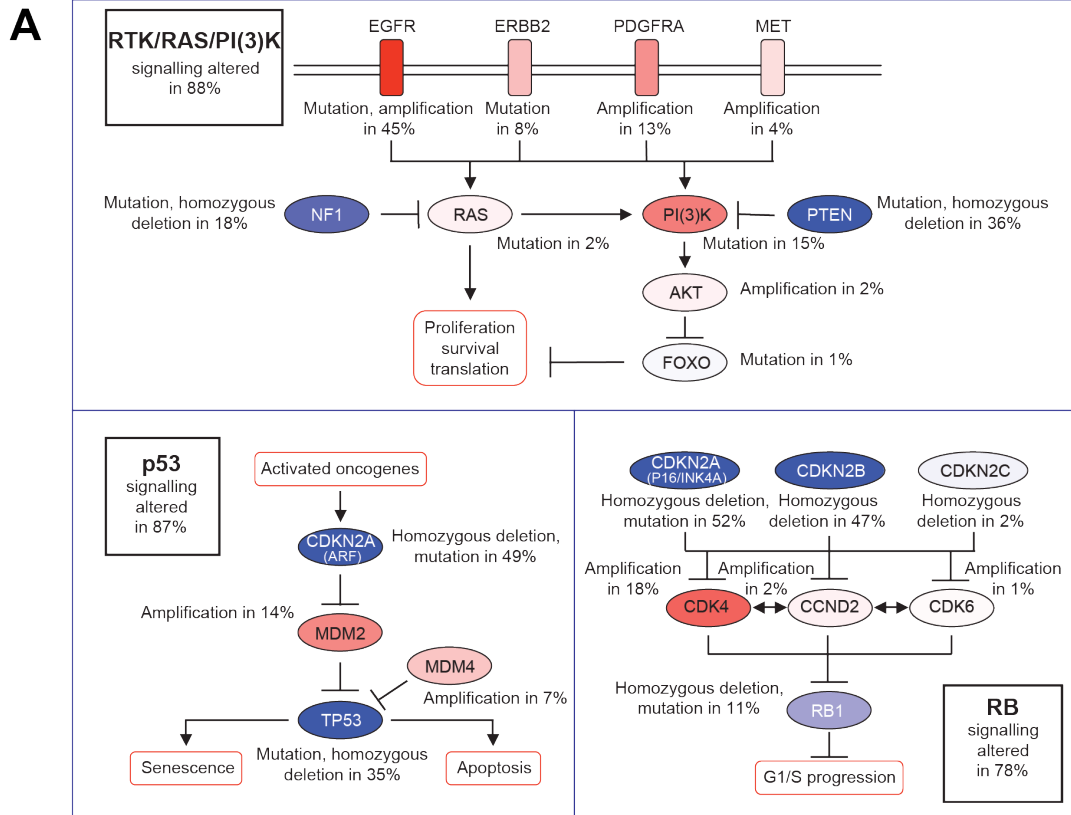 A
RTK/RAS/PI(3)K
signalling altered
in 88%
EGFR
ERBB2
PDGFRA
MET
Mutation, amplification
in 45%
Mutation
in 8%
Amplification
in 13%
Amplification
in 4%
Mutation, homozygous
deletion in 18%
NF1
RAS
Mutation in 2%
PI(3)K
Mutation in 15%
PTEN
Mutation, homozygous
deletion in 36%
AKT
Amplification in 2%
Proliferation
survival
translation
FOXO
Mutation in 1%
p53
signalling
altered
in 87%
Activated oncogenes
CDKN2A
(ARF)
Homozygous deletion,
mutation in 49%
Amplification in 14%
MDM2
MDM4
Amplification in 7%
TP53
Mutation, homozygous
deletion in 35%
Senescence
Apoptosis
CDKN2A
(P16/INK4A)
Homozygous deletion,
mutation in 52%
CDKN2B
Homozygous
deletion in 47%
CDKN2C
Homozygous
deletion in 2%
Amplification
in 18%
CDK4
Amplification
in 2%
CCND2
Amplification
in 1%
CDK6
Homozygous deletion,
mutation in 11%
RB1
G1/S progression
RB
signalling
altered
in 78%